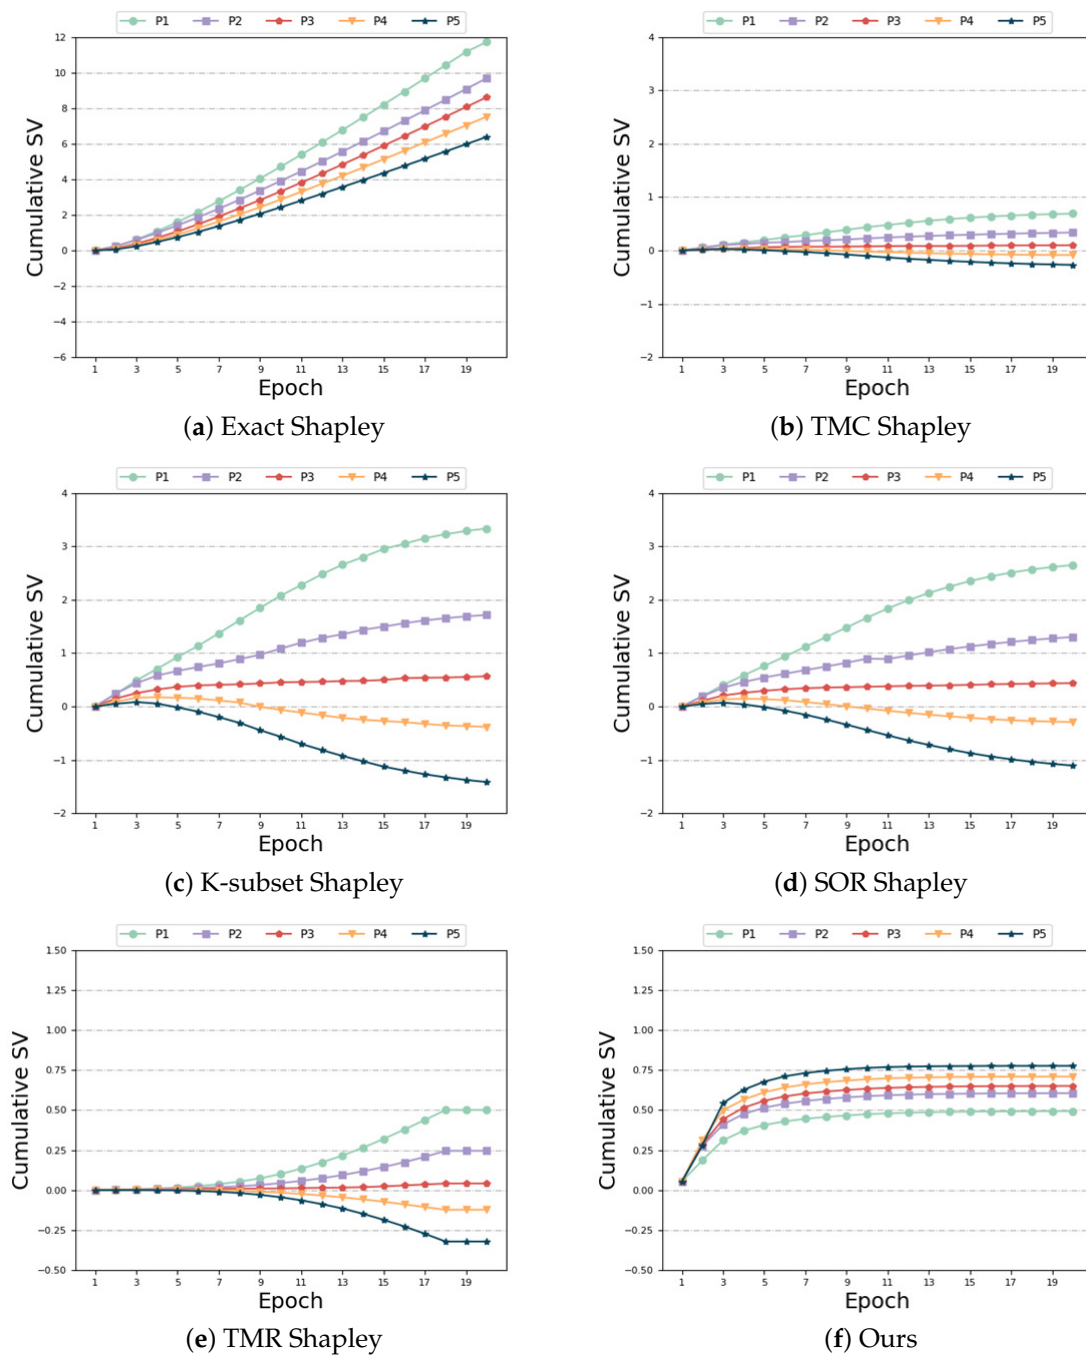 P1 P2 P3 P4 P5
12
10
8
6
4
2
0
−2
−4
−6
Cumulative SV
1 3 5 7 9 11 13 15 17 19
Epoch
(a) Exact Shapley
P1 P2 P3 P4 P5
4
3
2
1
0
−1
−2
Cumulative SV
1 3 5 7 9 11 13 15 17 19
Epoch
(b) TMC Shapley
P1 P2 P3 P4 P5
4
3
2
1
0
−1
−2
Cumulative SV
1 3 5 7 9 11 13 15 17 19
Epoch
(c) K-subset Shapley
P1 P2 P3 P4 P5
4
3
2
1
0
−1
−2
Cumulative SV
1 3 5 7 9 11 13 15 17 19
Epoch
(d) SOR Shapley
P1 P2 P3 P4 P5
1.50
1.25
1.00
0.75
0.50
0.25
0.00
−0.25
−0.50
Cumulative SV
1 3 5 7 9 11 13 15 17 19
Epoch
(e) TMR Shapley
P1 P2 P3 P4 P5
1.50
1.25
1.00
0.75
0.50
0.25
0.00
−0.25
−0.50
Cumulative SV
1 3 5 7 9 11 13 15 17 19
Epoch
(f) Ours